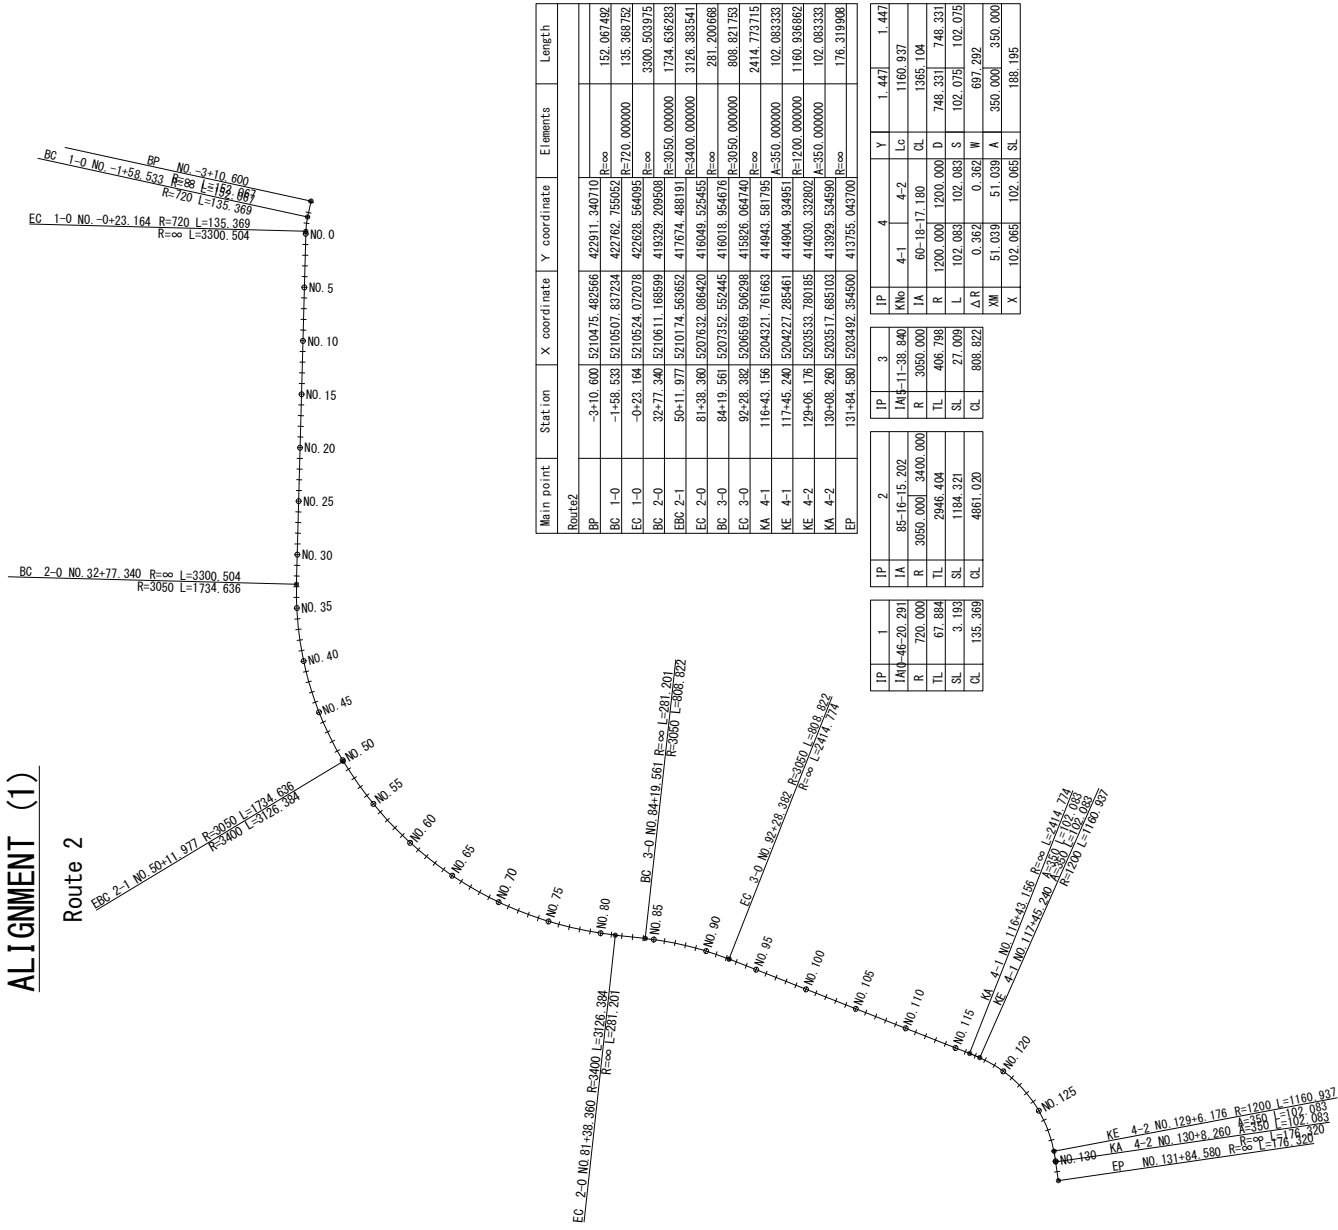 ALIGNMENT (1)
Route 2
BP NO.-3+10.600
R=∞ L=152.067
BC 1-0 NO.-1+58.533 R=∞ L=152.067
R=720 L=135.369
EC 1-0 NO.-0+23.164 R=720 L=135.369
R=∞ L=3300.504
NO.0
NO.5
NO.10
NO.15
NO.20
NO.25
NO.30
BC 2-0 NO.32+77.340 R=∞ L=3300.504
R=3050 L=1734.636
NO.35
NO.40
NO.45
NO.50
EBC 2-1 NO.50+11.977 R=3050 L=1734.636
R=3400 L=3126.384
NO.55
NO.60
NO.65
NO.70
NO.75
NO.80
EC 2-0 NO.81+38.360 R=3400 L=3126.384
R=∞ L=281.201
BC 3-0 NO.84+19.561 R=∞ L=281.201
R=3050 L=808.822
NO.85
NO.90
EC 3-0 NO.92+28.382 R=3050 L=808.822
R=∞ L=2414.774
NO.95
NO.100
NO.105
NO.110
NO.115
KA 4-1 NO.116+43.156 R=∞ L=2414.774
A=350 L=102.083
KE 4-1 NO.117+45.240 A=350 L=102.083
R=1200 L=1160.937
NO.120
NO.125
KE 4-2 NO.129+6.176 R=1200 L=1160.937
A=350 L=102.083
NO.130
KA 4-2 NO.130+8.260 A=350 L=102.083
R=∞ L=176.320
EP NO.131+84.580 R=∞ L=176.320
Main point Station X coordinate Y coordinate Elements Length
Route2
BP -3+10.600 5210475.482566 422911.340710
R=∞ 152.067492
BC 1-0 -1+58.533 5210507.837234 422762.755052
R=720.000000 135.368752
EC 1-0 -0+23.164 5210524.072078 422628.564095
R=∞ 3300.503975
BC 2-0 32+77.340 5210611.168599 419329.209508
R=3050.000000 1734.636283
EBC 2-1 50+11.977 5210174.563652 417674.488191
R=3400.000000 3126.383541
EC 2-0 81+38.360 5207632.086420 416049.525455
R=∞ 281.200668
BC 3-0 84+19.561 5207352.552445 416018.954676
R=3050.000000 808.821753
EC 3-0 92+28.382 5206569.506298 415826.064740
R=∞ 2414.773715
KA 4-1 116+43.156 5204321.761663 414943.581795
A=350.000000 102.083333
KE 4-1 117+45.240 5204227.285461 414904.934951
R=1200.000000 1160.936862
KE 4-2 129+06.176 5203533.780185 414030.332802
A=350.000000 102.083333
KA 4-2 130+08.260 5203517.685103 413929.534590
R=∞ 176.319908
EP 131+84.580 5203492.354500 413755.043700
IP 1
IA 10-46-20.291
R 720.000
TL 67.884
SL 3.193
CL 135.369
IP 2
IA 85-16-15.202
R 3050.000 3400.000
TL 2946.404
SL 1184.321
CL 4861.020
IP 3
IA 15-11-38.840
R 3050.000
TL 406.798
SL 27.009
CL 808.822
IP 4 Y 1.447 1.447
KNo 4-1 4-2 Lc 1160.937
IA 60-18-17.180 CL 1365.104
R 1200.000 1200.000 D 748.331 748.331
L 102.083 102.083 S 102.075 102.075
ΔR 0.362 0.362 W 697.292
XM 51.039 51.039 A 350.000 350.000
X 102.065 102.065 SL 188.195